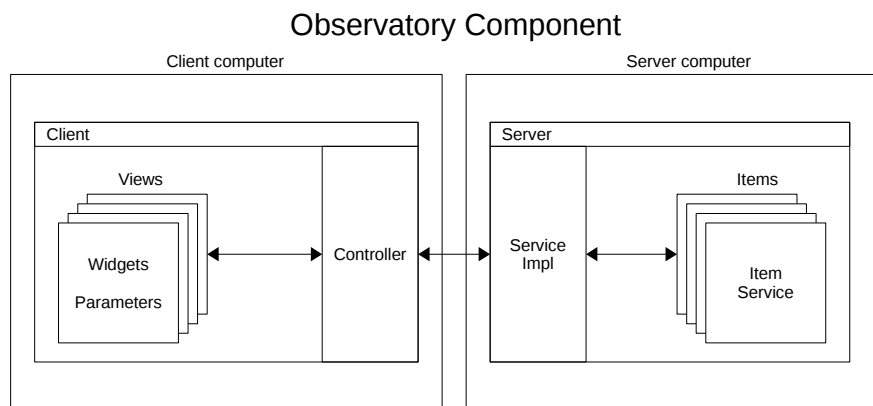 Observatory Component
Client computer
Server computer
Client
Server
Views
Items
Widgets
Parameters
Controller
Service
Impl
Item
Service